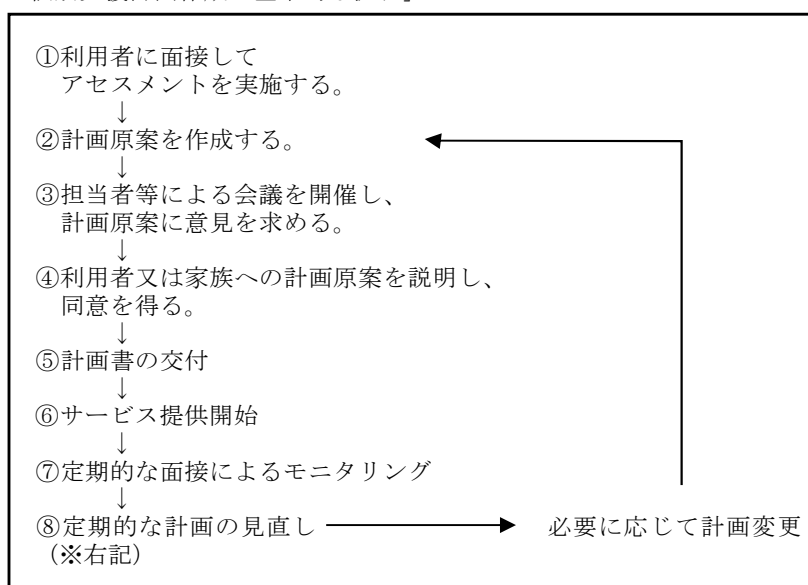 ①利用者に面接して
アセスメントを実施する。
↓
②計画原案を作成する。
↓
③担当者等による会議を開催し、
計画原案に意見を求める。
↓
④利用者又は家族への計画原案を説明し、
同意を得る。
↓
⑤計画書の交付
↓
⑥サービス提供開始
↓
⑦定期的な面接によるモニタリング
↓
⑧定期的な計画の見直し
必要に応じて計画変更
（※右記）